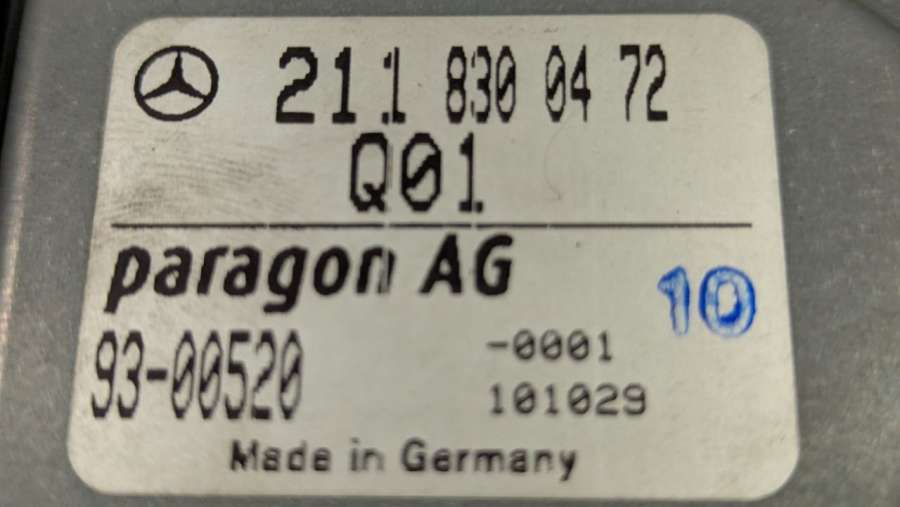 211 830 04 72
Q01
paragon AG
10
93-00520 -0001
101029
Made in Germany